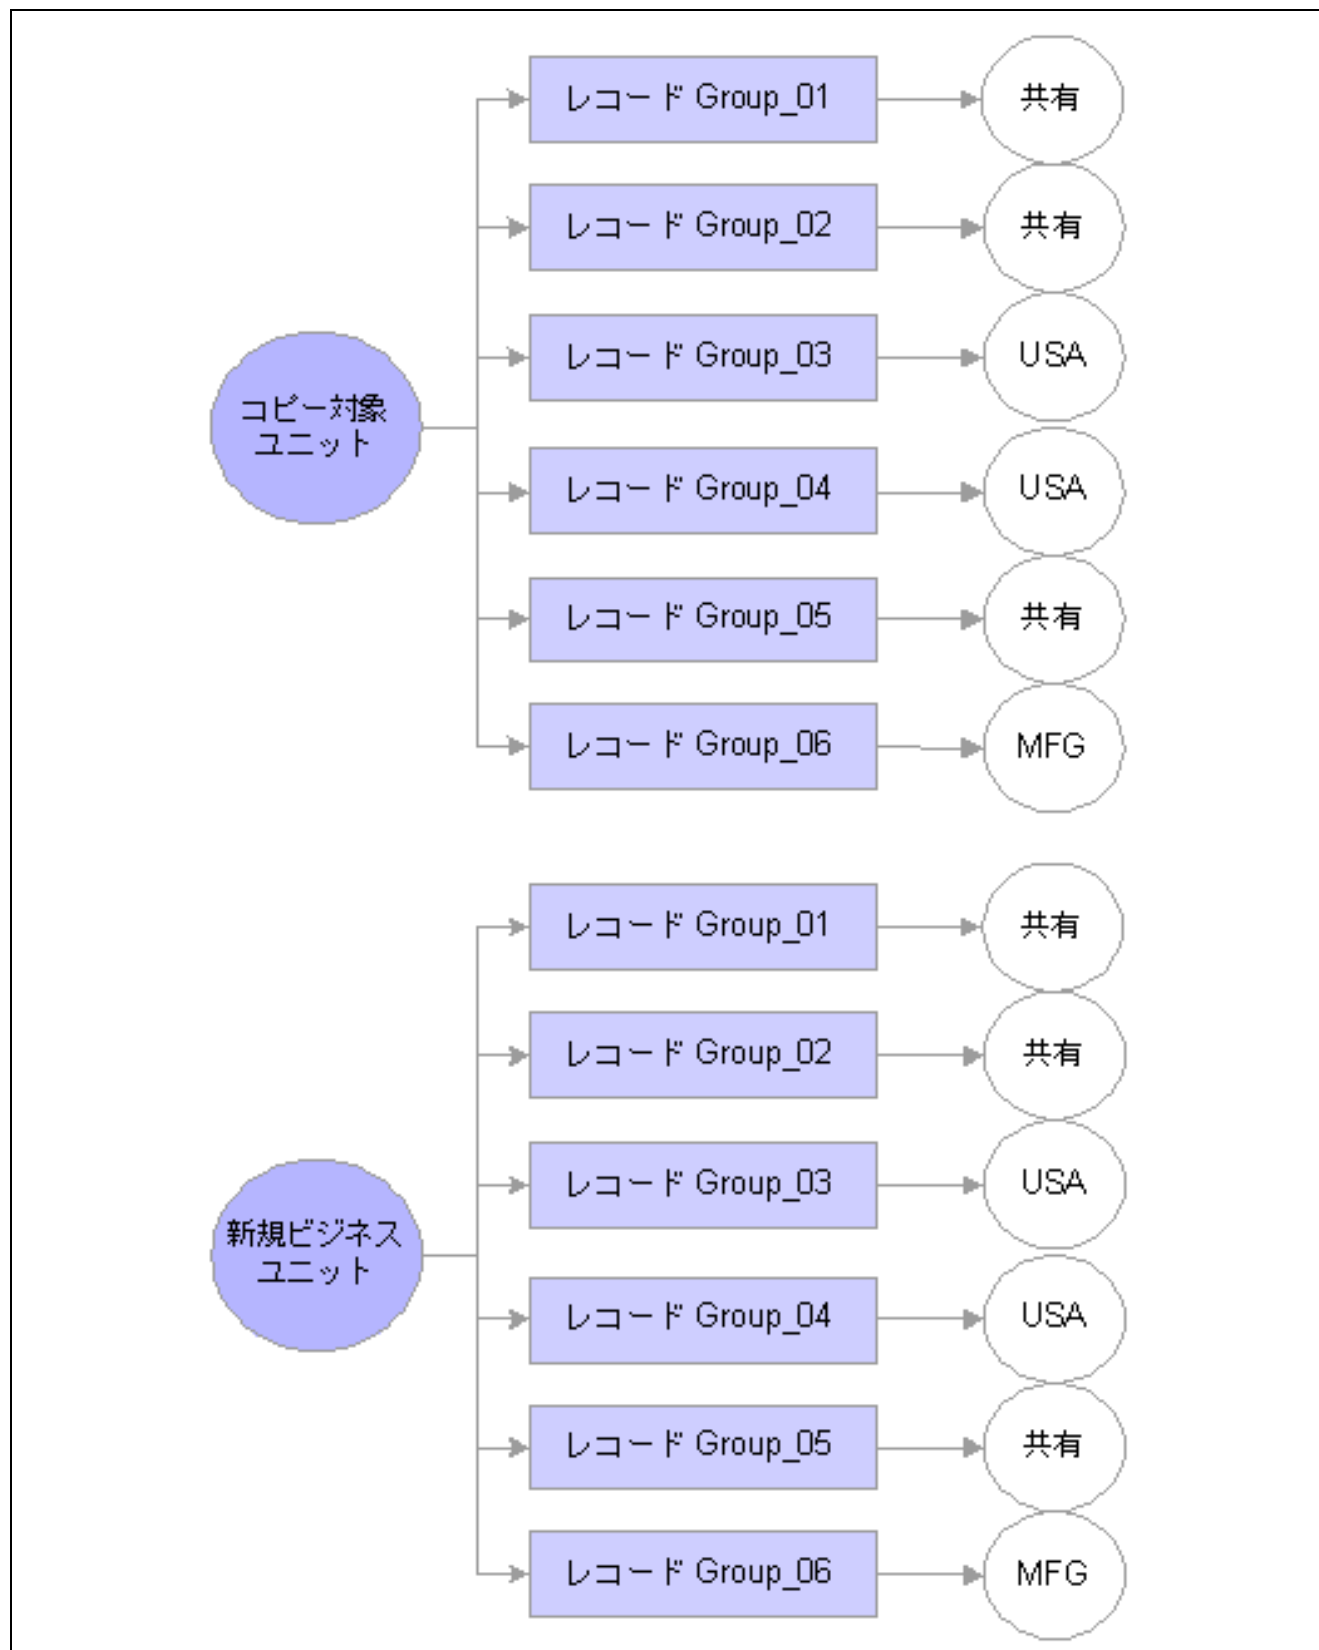 レコード Group_01
共有
レコード Group_02
共有
レコード Group_03
USA
コピー対象
ユニット
レコード Group_04
USA
レコード Group_05
共有
レコード Group_06
MFG
レコード Group_01
共有
レコード Group_02
共有
レコード Group_03
USA
新規ビジネス
ユニット
レコード Group_04
USA
レコード Group_05
共有
レコード Group_06
MFG